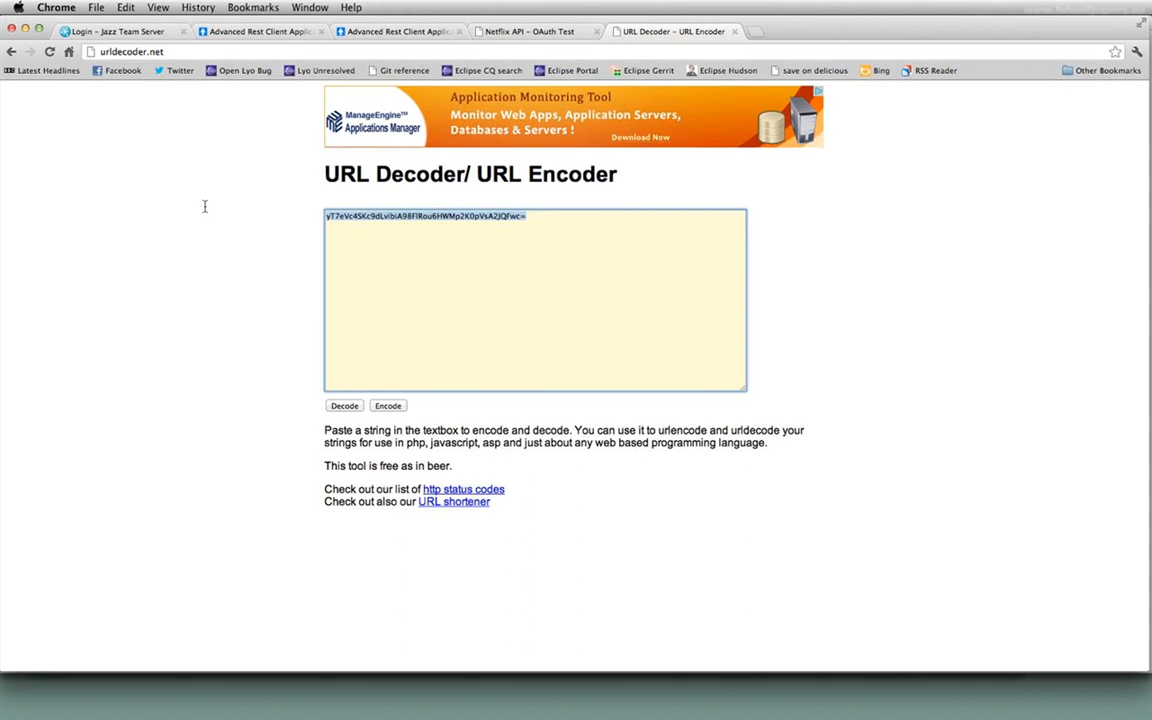 Chrome File Edit View History Bookmarks Window Help
Login – Jazz Team Server Advanced Rest Client Applic Advanced Rest Client Applic Netflix API – OAuth Test URL Decoder – URL Encoder
urldecoder.net
Latest Headlines Facebook Twitter Open Lyo Bug Lyo Unresolved Git reference Eclipse CQ search Eclipse Portal Eclipse Gerrit Eclipse Hudson save on delicious Bing RSS Reader Other Bookmarks
ManageEngine™
Applications Manager
Application Monitoring Tool
Monitor Web Apps, Application Servers,
Databases & Servers !
Download Now
URL Decoder/ URL Encoder
yT7eVc4SKc9dLvibiA98FlRou6HWMp2K0pVsA2JQFwc=
Decode Encode
Paste a string in the textbox to encode and decode. You can use it to urlencode and urldecode your
strings for use in php, javascript, asp and just about any web based programming language.
This tool is free as in beer.
Check out our list of http status codes
Check out also our URL shortener